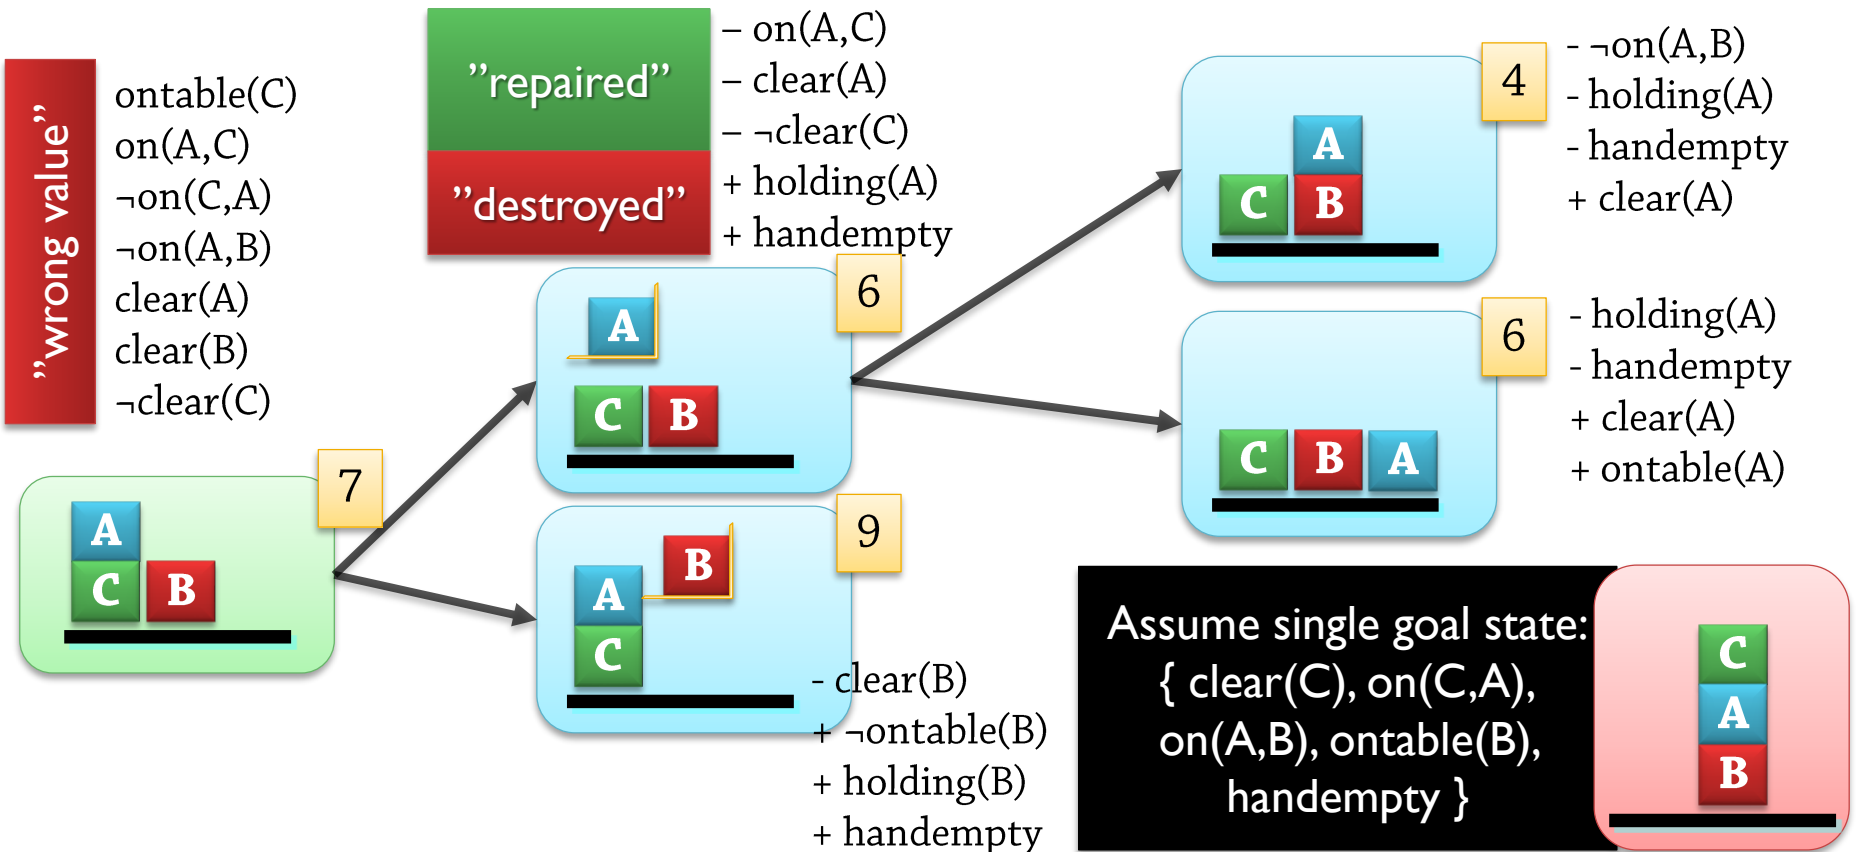 ”wrong value”
ontable(C)
on(A,C)
¬on(C,A)
¬on(A,B)
clear(A)
clear(B)
¬clear(C)
7
A
C B
”repaired”
”destroyed”
– on(A,C)
– clear(A)
– ¬clear(C)
+ holding(A)
+ handempty
6
A
C B
9
B
A
C
- clear(B)
+ ¬ontable(B)
+ holding(B)
+ handempty
4
A
C B
- ¬on(A,B)
- holding(A)
- handempty
+ clear(A)
6
C B A
- holding(A)
- handempty
+ clear(A)
+ ontable(A)
Assume single goal state:
{ clear(C), on(C,A),
on(A,B), ontable(B),
handempty }
C
A
B